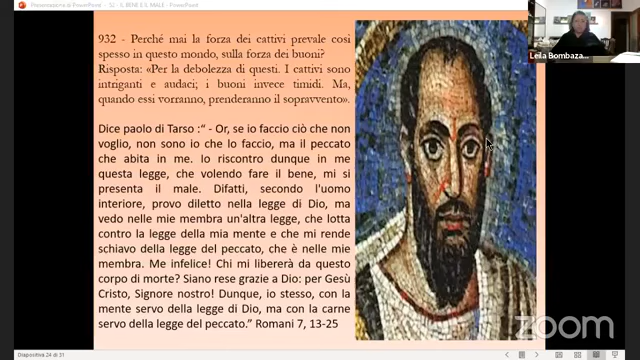 Presentazione di PowerPoint - 52 - IL BENE E IL MALE - PowerPoint
Leila Bombaza...
932 - Perché mai la forza dei cattivi prevale così
spesso in questo mondo, sulla forza dei buoni?
Risposta: «Per la debolezza di questi. I cattivi sono
intriganti e audaci; i buoni invece timidi. Ma,
quando essi vorranno, prenderanno il sopravvento».
Dice paolo di Tarso :“ - Or, se io faccio ciò che non
voglio, non sono io che lo faccio, ma il peccato
che abita in me. Io riscontro dunque in me
questa legge, che volendo fare il bene, mi si
presenta il male. Difatti, secondo l'uomo
interiore, provo diletto nella legge di Dio, ma
vedo nelle mie membra un'altra legge, che lotta
contro la legge della mia mente e che mi rende
schiavo della legge del peccato, che è nelle mie
membra. Me infelice! Chi mi libererà da questo
corpo di morte? Siano rese grazie a Dio: per Gesù
Cristo, Signore nostro! Dunque, io stesso, con la
mente servo della legge di Dio, ma con la carne
servo della legge del peccato.” Romani 7, 13-25
zoom
Diapositiva 24 di 31